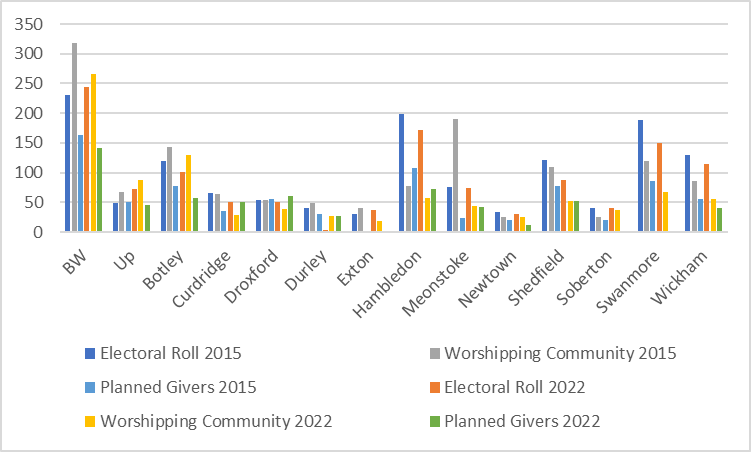 350
300
250
200
150
100
50
0
BW
Up
Botley
Curdridge
Droxford
Durley
Exton
Hambledon
Meonstoke
Newtown
Shedfield
Soberton
Swanmore
Wickham
Electoral Roll 2015
Worshipping Community 2015
Planned Givers 2015
Electoral Roll 2022
Worshipping Community 2022
Planned Givers 2022